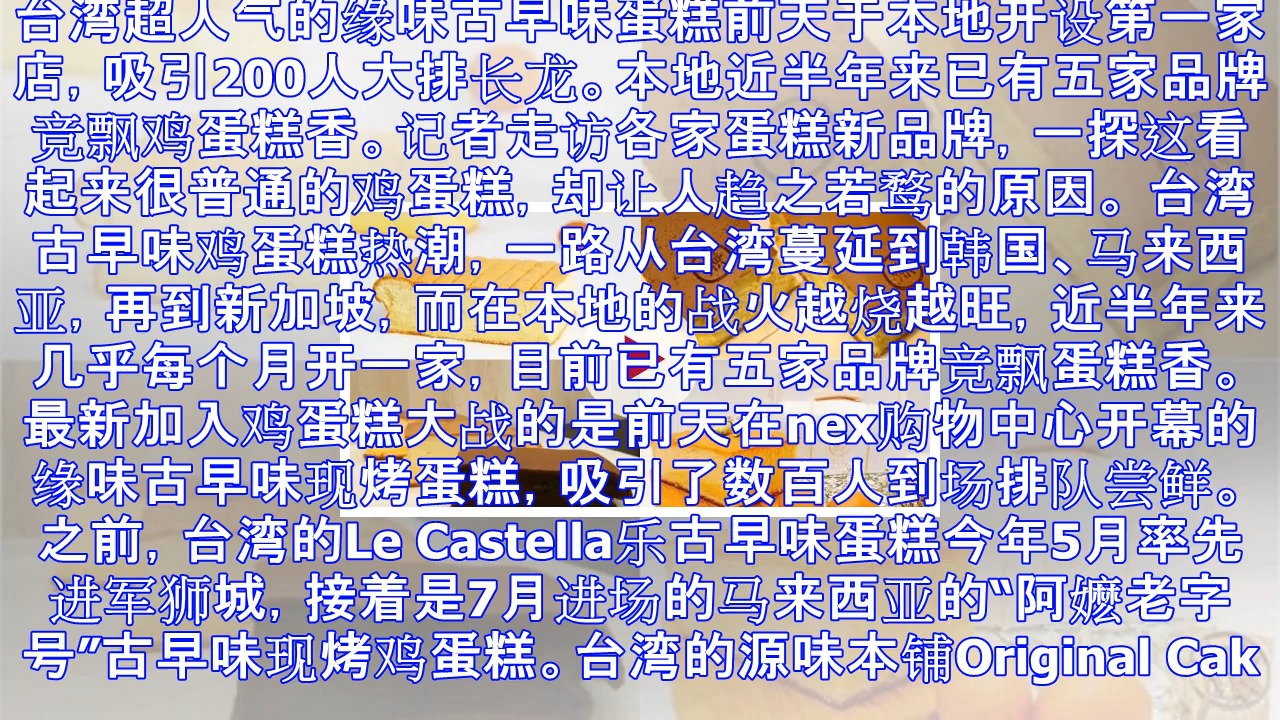 台湾超人气的缘味古早味蛋糕前天于本地开设第一家
店, 吸引200人大排长龙。本地近半年来已有五家品牌
竞飘鸡蛋糕香。记者走访各家蛋糕新品牌, 一探这看
起来很普通的鸡蛋糕, 却让人趋之若鹜的原因。台湾
古早味鸡蛋糕热潮, 一路从台湾蔓延到韩国、马来西
亚, 再到新加坡, 而在本地的战火越烧越旺, 近半年来
几乎每个月开一家, 目前已有五家品牌竞飘蛋糕香。
最新加入鸡蛋糕大战的是前天在nex购物中心开幕的
缘味古早味现烤蛋糕, 吸引了数百人到场排队尝鲜。
之前, 台湾的Le Castella乐古早味蛋糕今年5月率先
进军狮城, 接着是7月进场的马来西亚的“阿嬷老字
号”古早味现烤鸡蛋糕。台湾的源味本铺Original Cak